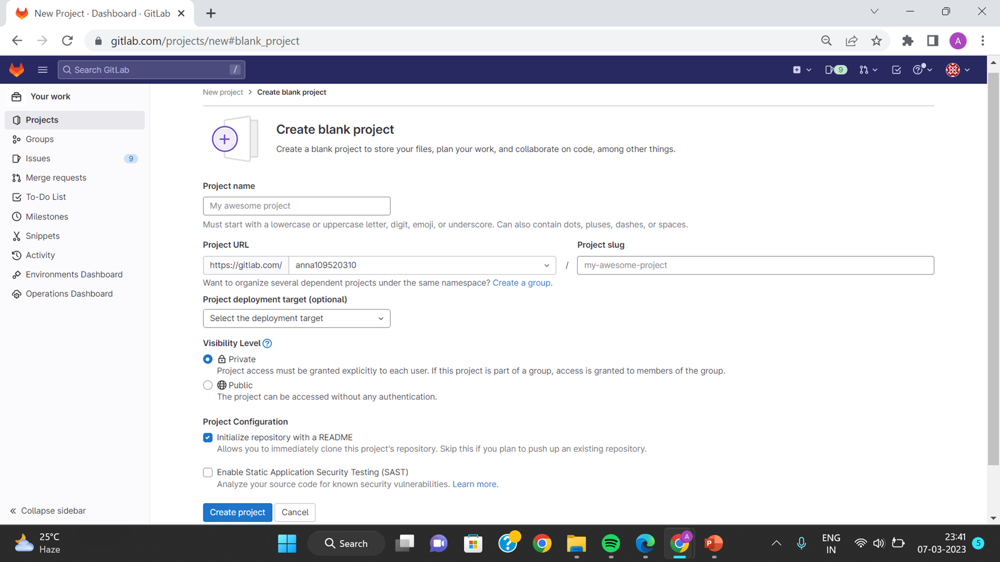 New Project · Dashboard · GitLab
gitlab.com/projects/new#blank_project
A
Search GitLab /
9
Your work
Projects
Groups
Issues 9
Merge requests
To-Do List
Milestones
Snippets
Activity
Environments Dashboard
Operations Dashboard
Collapse sidebar
New project > Create blank project
Create blank project
Create a blank project to store your files, plan your work, and collaborate on code, among other things.
Project name
My awesome project
Must start with a lowercase or uppercase letter, digit, emoji, or underscore. Can also contain dots, pluses, dashes, or spaces.
Project URL Project slug
https://gitlab.com/ anna109520310 / my-awesome-project
Want to organize several dependent projects under the same namespace? Create a group.
Project deployment target (optional)
Select the deployment target
Visibility Level ?
Private
Project access must be granted explicitly to each user. If this project is part of a group, access is granted to members of the group.
Public
The project can be accessed without any authentication.
Project Configuration
Initialize repository with a README
Allows you to immediately clone this project's repository. Skip this if you plan to push up an existing repository.
Enable Static Application Security Testing (SAST)
Analyze your source code for known security vulnerabilities. Learn more.
Create project Cancel
25°C
Haze
Search
A
P
ENG
IN
23:41
07-03-2023
5